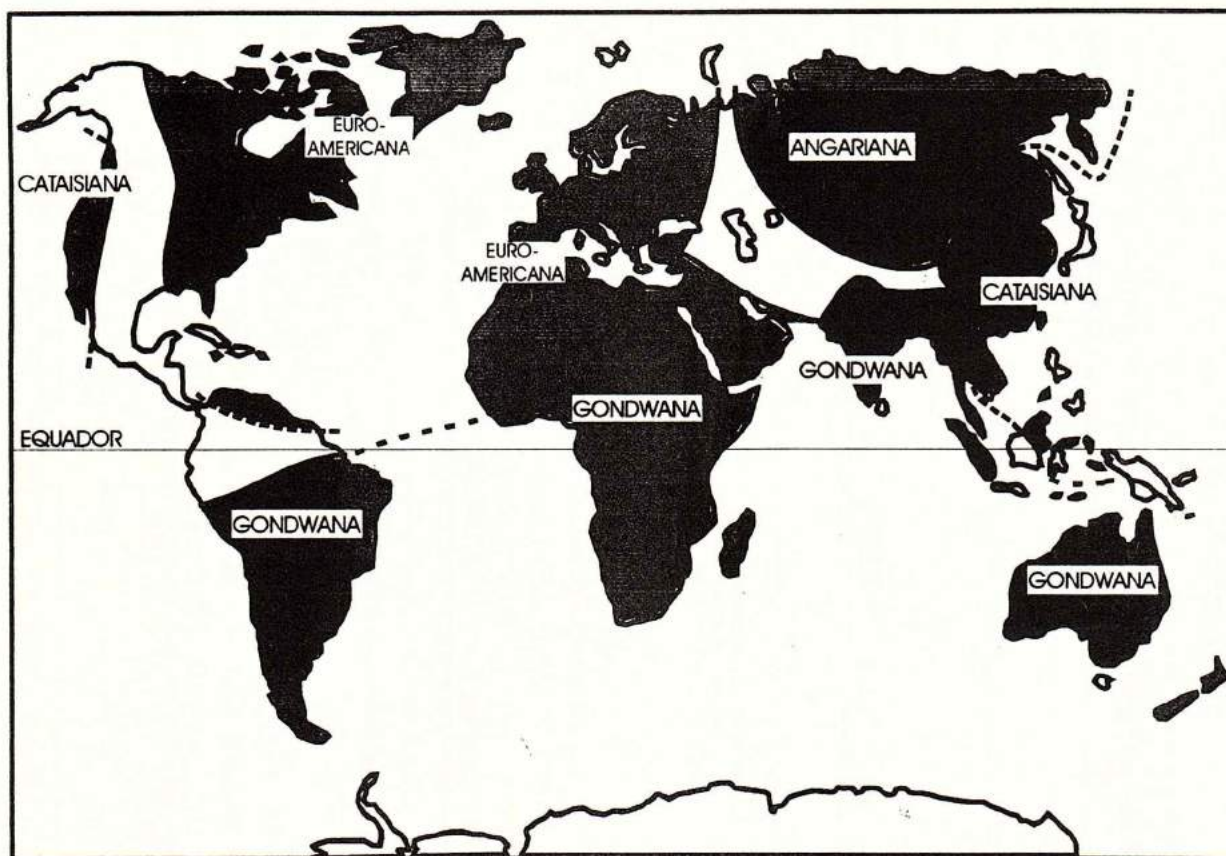 EURO-
AMERICANA
ANGARIANA
CATAISIANA
EURO-
AMERICANA
CATAISIANA
GONDWANA
GONDWANA
EQUADOR
GONDWANA
GONDWANA